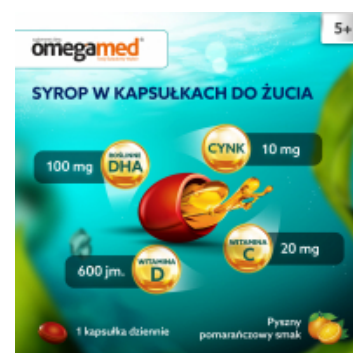 5+
omegamed®
SYROP W KAPSUŁKACH DO ŻUCIA
ROŚLINNE
DHA
100 mg
CYNK
10 mg
WITAMINA
D
600 jm.
WITAMINA
C
20 mg
1 kapsułka dziennie
Pyszny
pomarańczowy smak